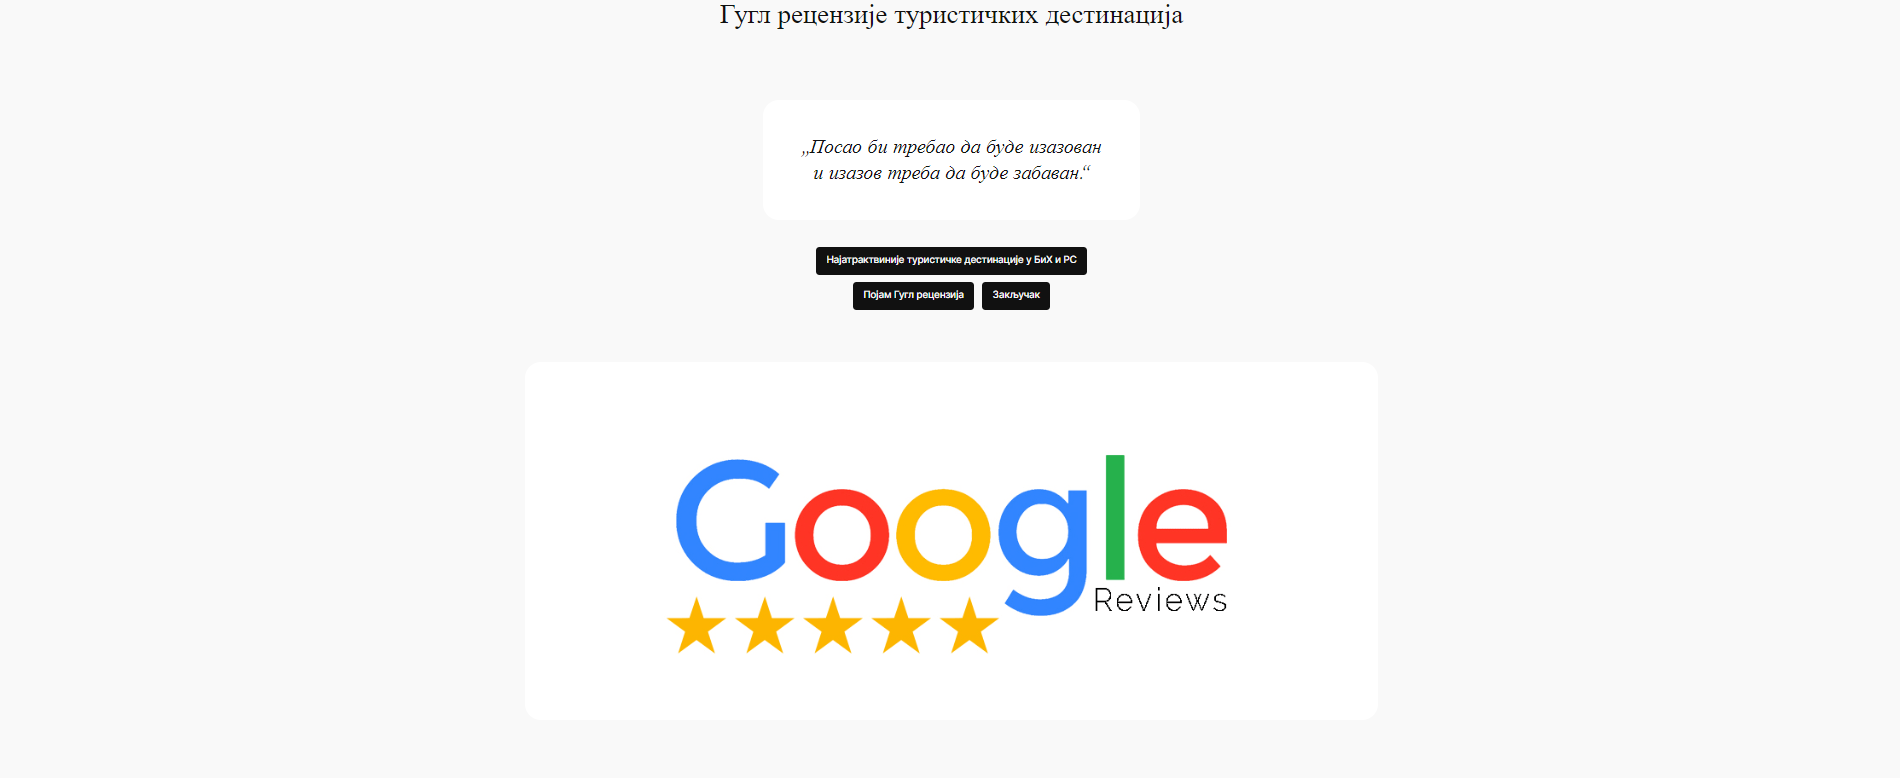 Гугл рецензије туристичких дестинација
„Посао би требао да буде изазован
и изазов треба да буде забаван.“
Најатрактвиније туристичке дестинације у БиХ и РС
Појам Гугл рецензија
Закључак
Google
Reviews